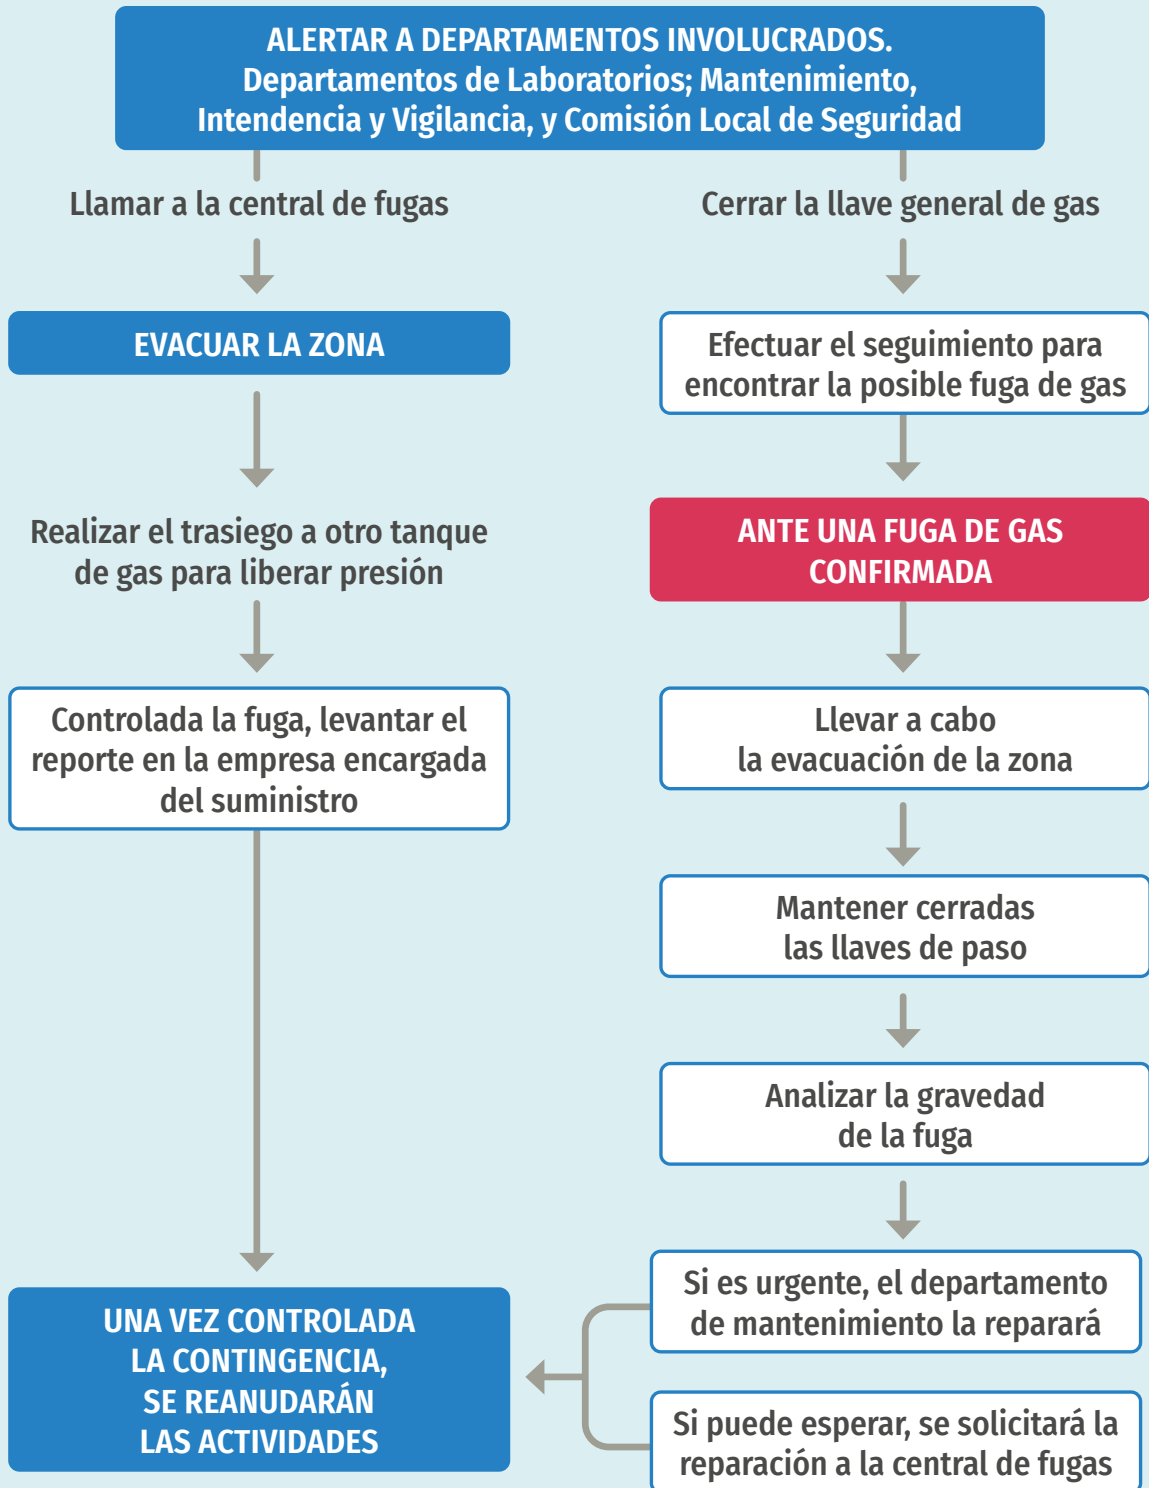 ALERTAR A DEPARTAMENTOS INVOLUCRADOS.
Departamentos de Laboratorios; Mantenimiento,
Intendencia y Vigilancia, y Comisión Local de Seguridad
Llamar a la central de fugas
EVACUAR LA ZONA
Realizar el trasiego a otro tanque
de gas para liberar presión
Controlada la fuga, levantar el
reporte en la empresa encargada
del suministro
Cerrar la llave general de gas
Efectuar el seguimiento para
encontrar la posible fuga de gas
ANTE UNA FUGA DE GAS
CONFIRMADA
Llevar a cabo
la evacuación de la zona
Mantener cerradas
las llaves de paso
Analizar la gravedad
de la fuga
Si es urgente, el departamento
de mantenimiento la reparará
Si puede esperar, se solicitará la
reparación a la central de fugas
UNA VEZ CONTROLADA
LA CONTINGENCIA,
SE REANUDARÁN
LAS ACTIVIDADES